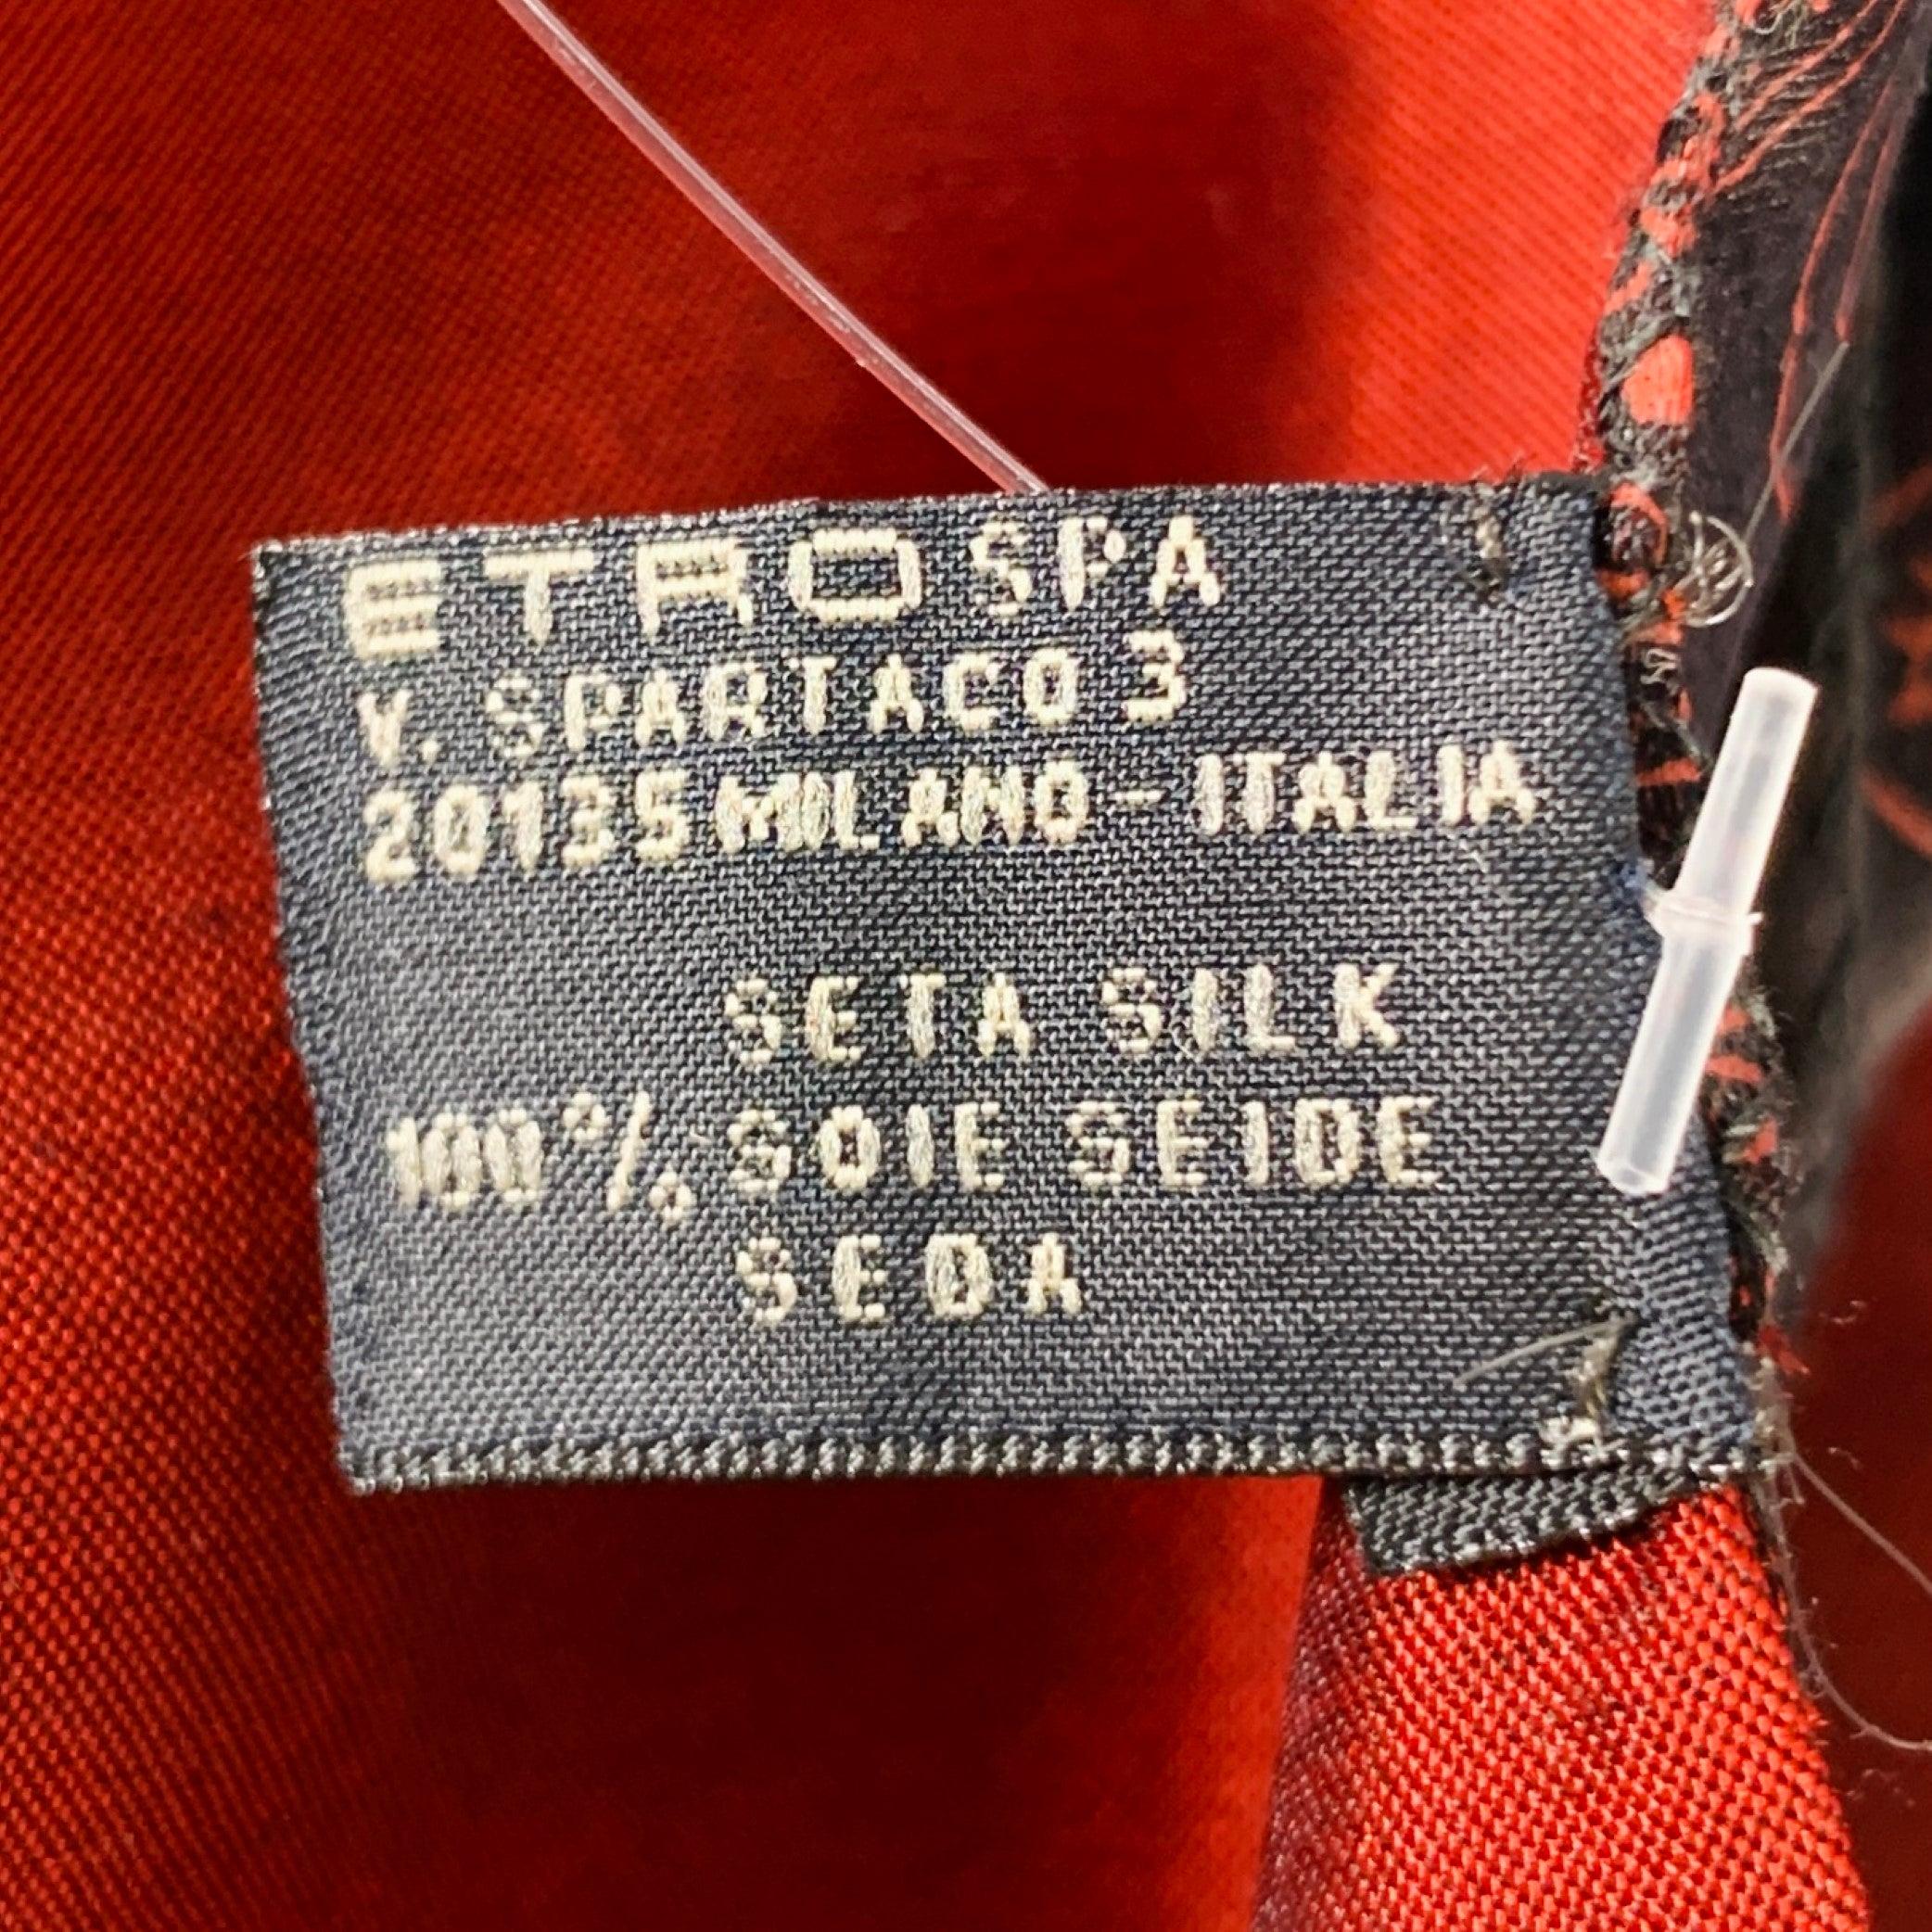 ETRO SPA
V. SPARTACO 3
20135 MILANO - ITALIA
SETA SILK
100% SOIE SEIDE
SEDA